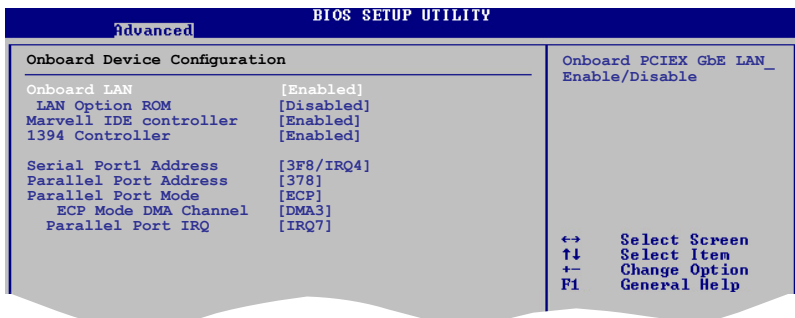 BIOS SETUP UTILITY
Advanced
Onboard Device Configuration
Onboard LAN [Enabled]
LAN Option ROM [Disabled]
Marvell IDE controller [Enabled]
1394 Controller [Enabled]
Serial Port1 Address [3F8/IRQ4]
Parallel Port Address [378]
Parallel Port Mode [ECP]
ECP Mode DMA Channel [DMA3]
Parallel Port IRQ [IRQ7]
Onboard PCIEX GbE LAN_
Enable/Disable
←→ Select Screen
↑↓ Select Item
+- Change Option
F1 General Help